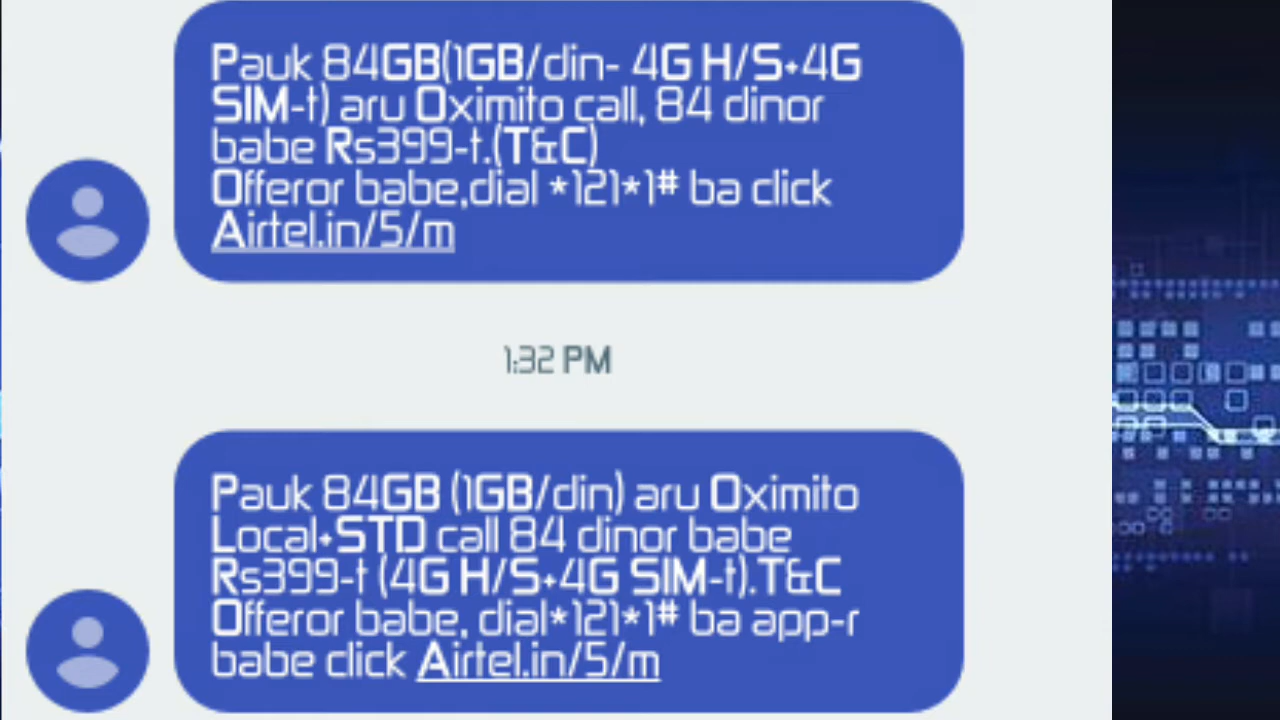 Pauk 84GB(1GB/din- 4G H/S+4G
SIM-t) aru Oximito call, 84 dinor
babe Rs399-t.(T&C)
Offeror babe,dial *121*1# ba click
Airtel.in/5/m
1:32 PM
Pauk 84GB (1GB/din) aru Oximito
Local+STD call 84 dinor babe
Rs399-t (4G H/S+4G SIM-t).T&C
Offeror babe, dial*121*1# ba app-r
babe click Airtel.in/5/m